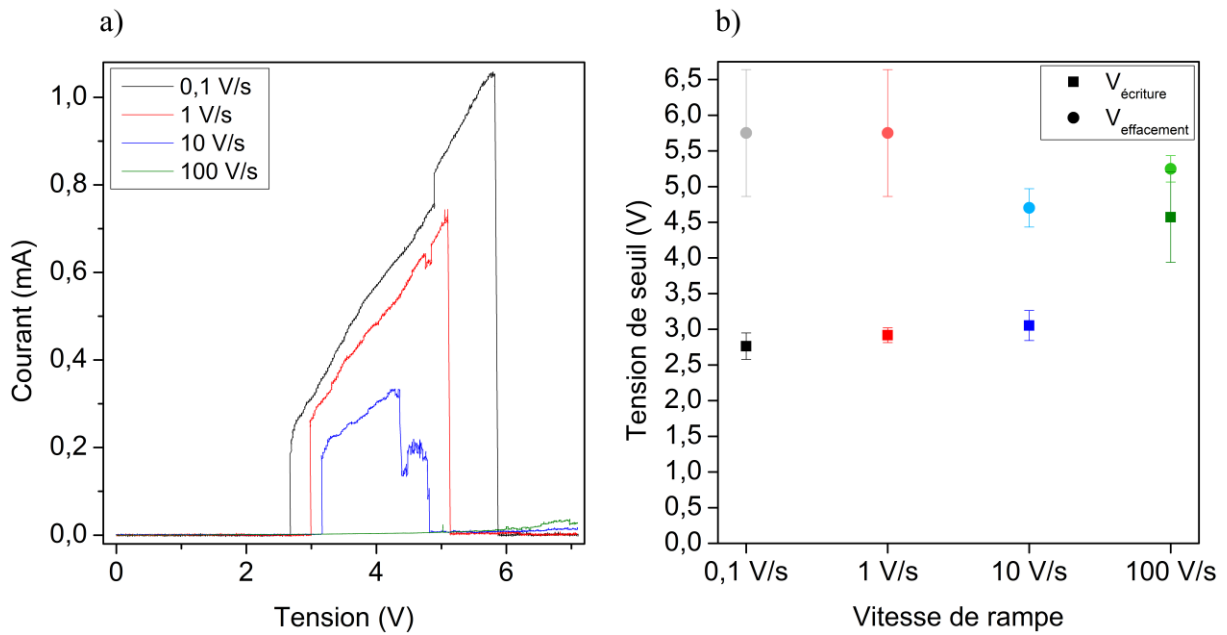 a)
0,1 V/s
1 V/s
10 V/s
100 V/s
1,0
0,8
0,6
0,4
0,2
0,0
Courant (mA)
0
2
4
6
Tension (V)
b)
V écriture
V effacement
6,5
6,0
5,5
5,0
4,5
4,0
3,5
3,0
2,5
2,0
1,5
1,0
0,5
0,0
Tension de seuil (V)
0,1 V/s
1 V/s
10 V/s
100 V/s
Vitesse de rampe